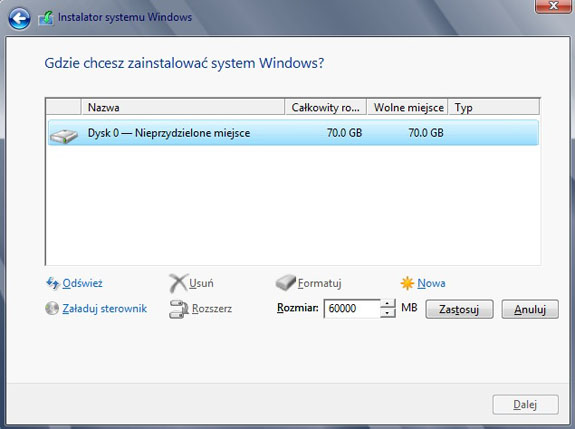 Instalator systemu Windows
Gdzie chcesz zainstalować system Windows?
Nazwa Całkowity ro... Wolne miejsce Typ
Dysk 0 — Nieprzydzielone miejsce 70.0 GB 70.0 GB
Odśwież Usuń Formatuj Nowa
Załaduj sterownik Rozszerz Rozmiar: 60000 MB Zastosuj Anuluj
Dalej